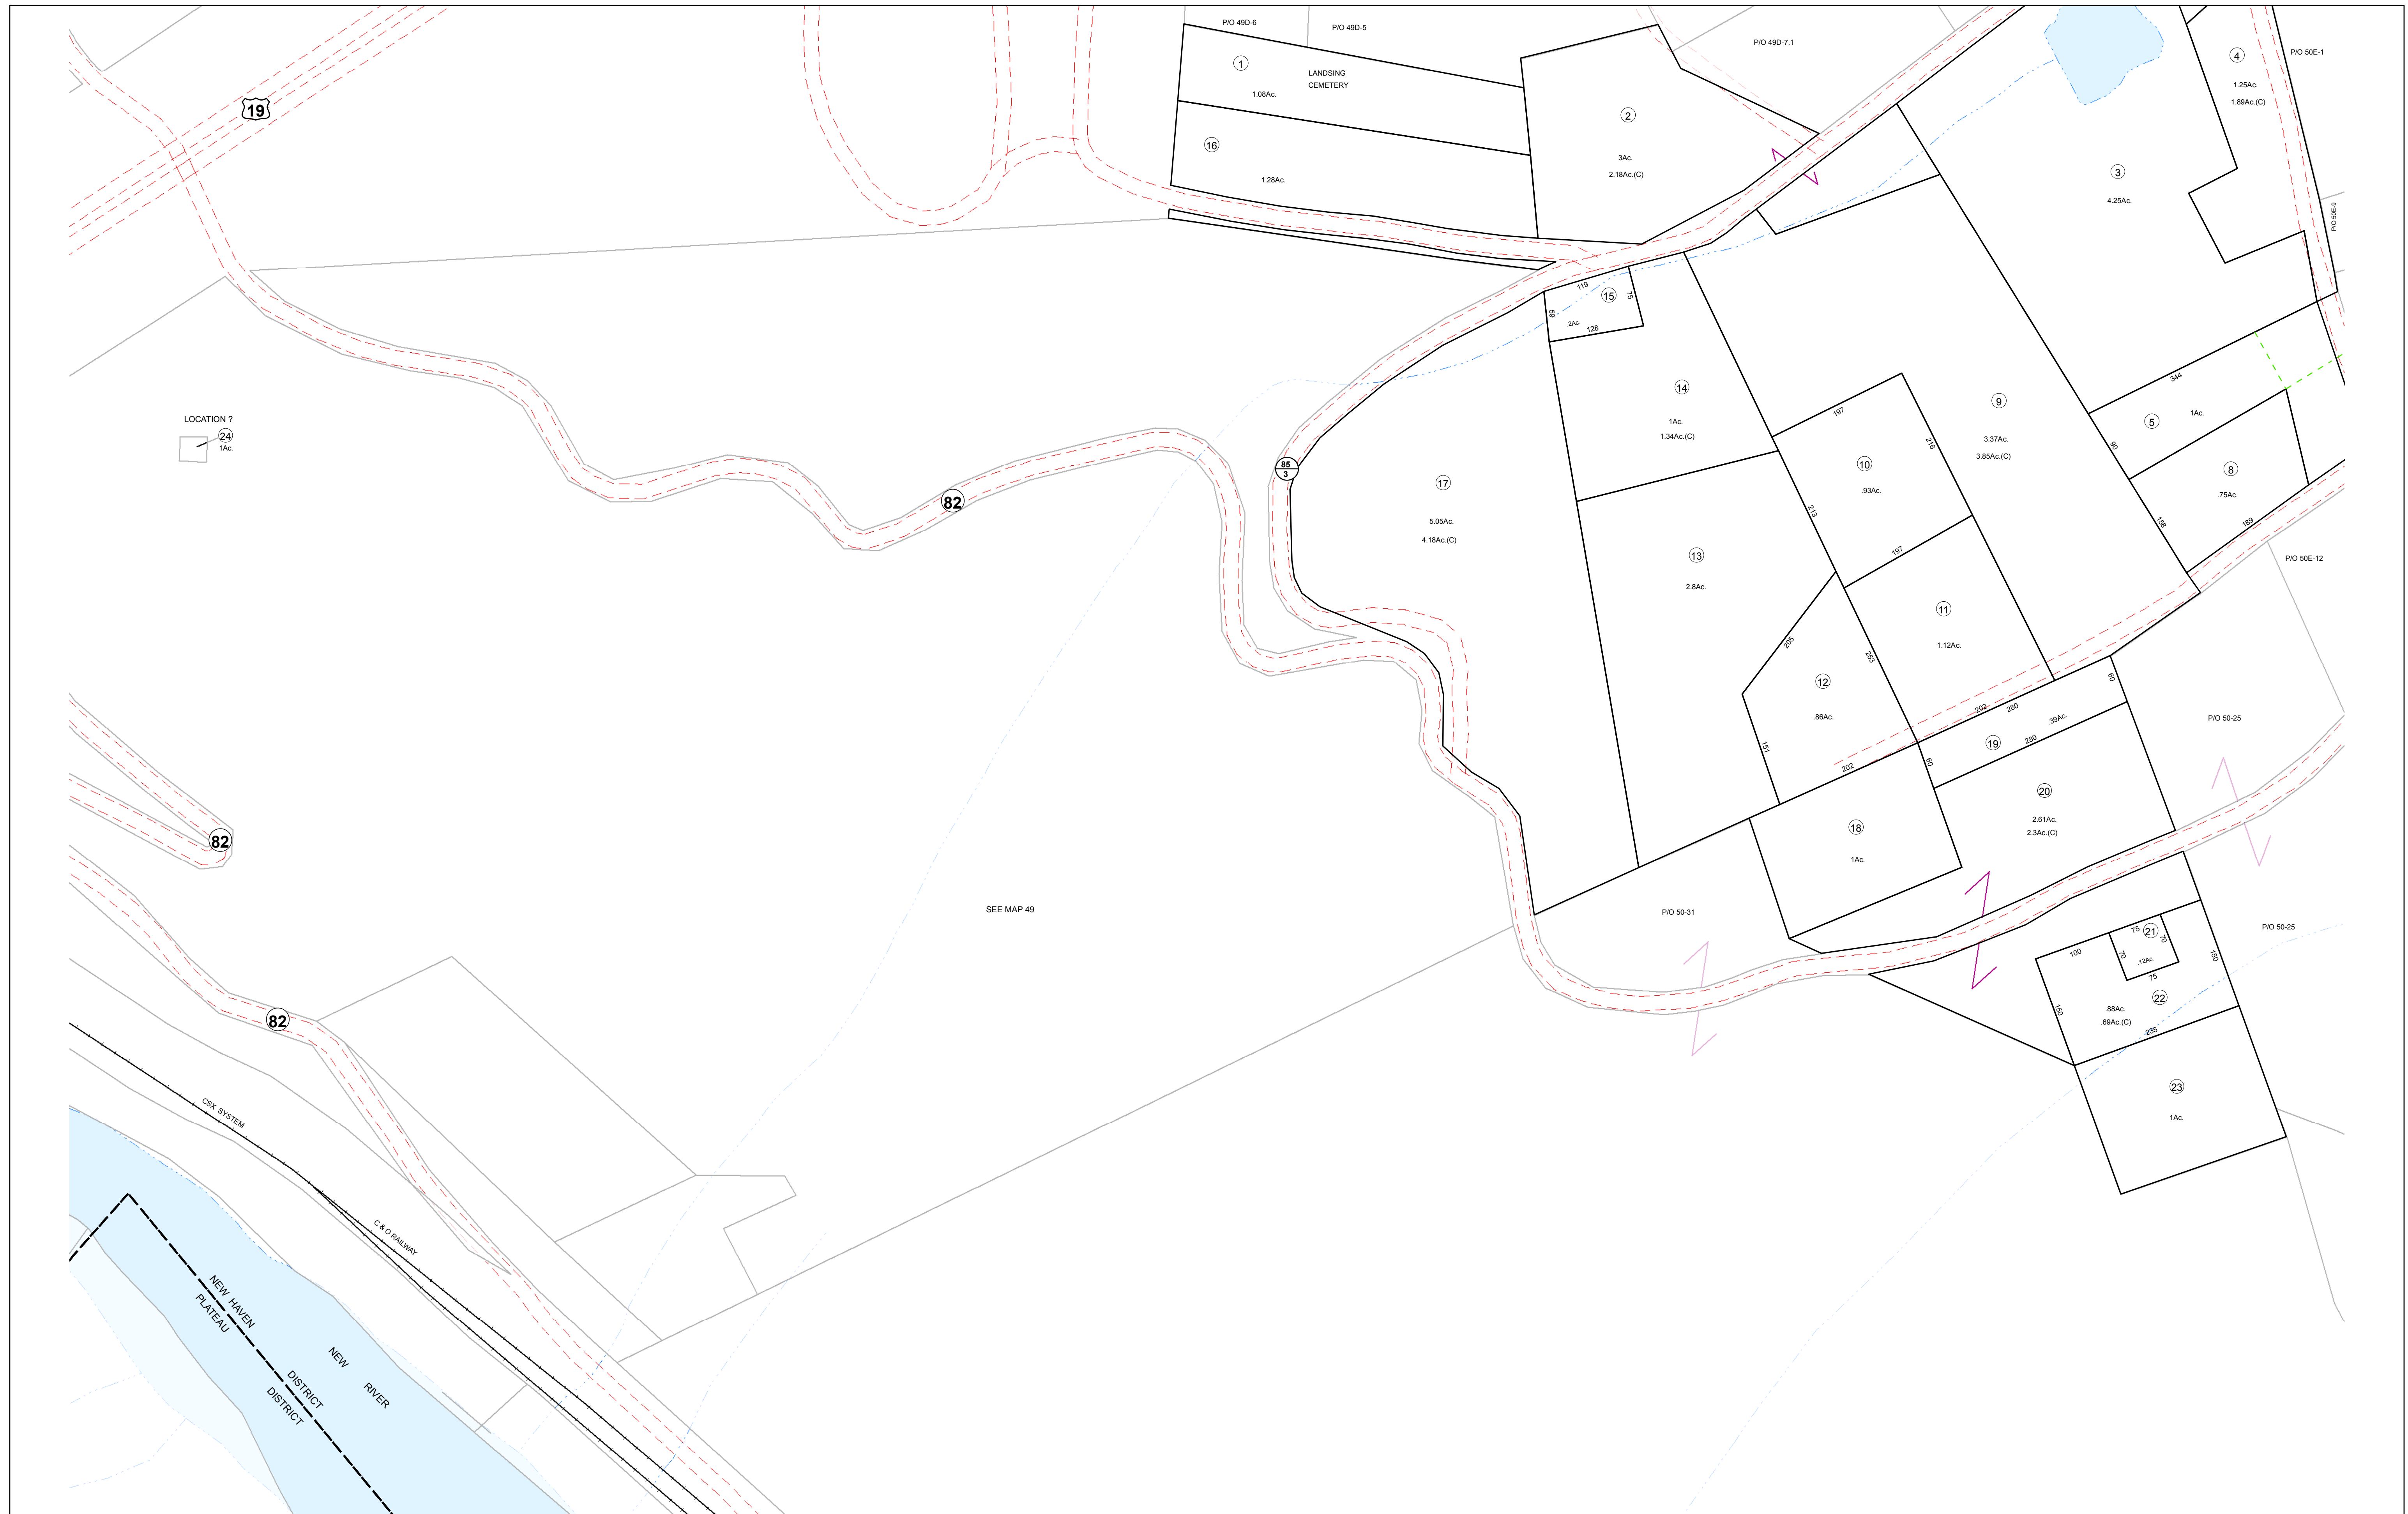 P/O 49D-6
P/O 49D-5
P/O 49D-7.1
P/O 50E-1
19
1
LANDSING
CEMETERY
1.08Ac.
2
3Ac.
2.18Ac.(C)
4
1.25Ac.
1.89Ac.(C)
16
1.28Ac.
3
4.25Ac.
P/O 50E-9
119
15
75
59
.2Ac.
128
14
1Ac.
1.34Ac.(C)
344
5
1Ac.
90
LOCATION ?
24
1Ac.
197
9
216
3.37Ac.
3.85Ac.(C)
10
.93Ac.
8
.75Ac.
158
189
85
3
17
5.05Ac.
4.18Ac.(C)
82
213
197
13
2.8Ac.
P/O 50E-12
11
1.12Ac.
205
253
12
.86Ac.
151
202
202
280
60
.39Ac.
19
280
60
P/O 50-25
20
2.61Ac.
2.3Ac.(C)
18
1Ac.
82
SEE MAP 49
P/O 50-31
P/O 50-25
75
21
70
70
.12Ac.
75
100
150
22
.88Ac.
.69Ac.(C)
150
235
82
23
1Ac.
CSX SYSTEM
C & O RAILWAY
NEW HAVEN
PLATEAU
DISTRICT
DISTRICT
NEW
RIVER